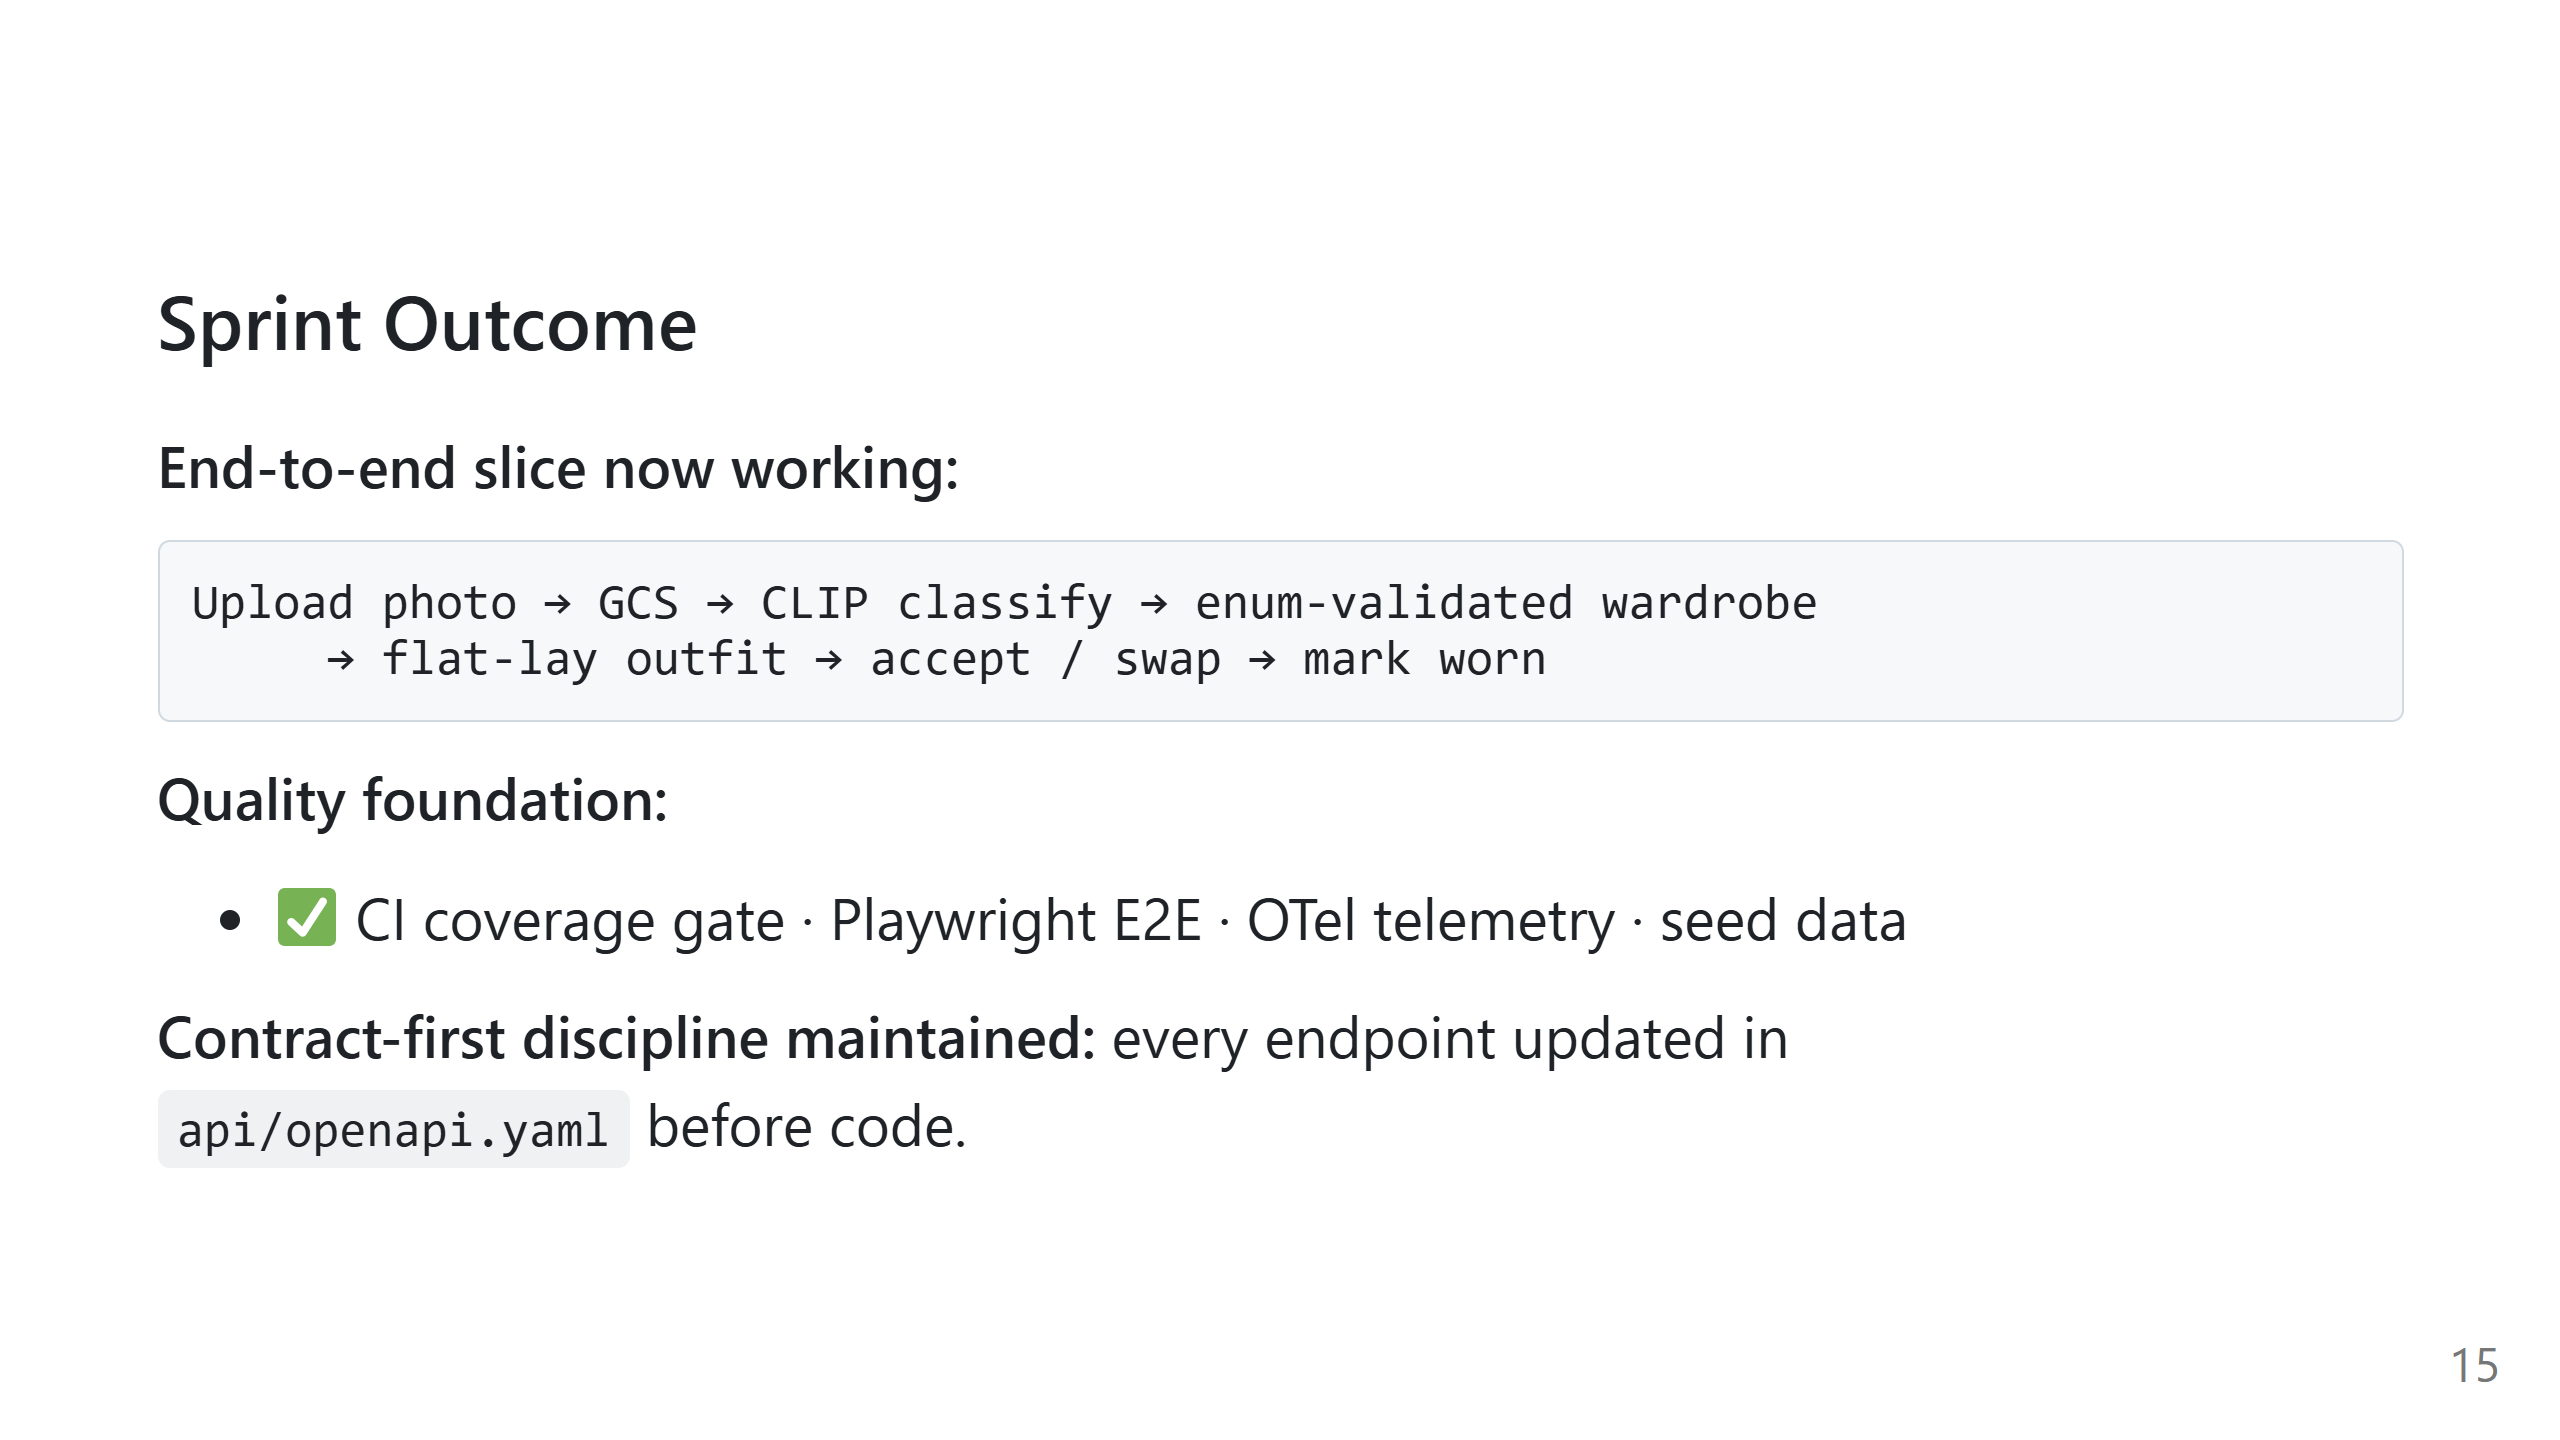 Sprint Outcome
End-to-end slice now working:
Upload photo → GCS → CLIP classify → enum-validated wardrobe
→ flat-lay outfit → accept / swap → mark worn
Quality foundation:
• ✅ CI coverage gate · Playwright E2E · OTel telemetry · seed data
Contract-first discipline maintained: every endpoint updated in
api/openapi.yaml before code.
15